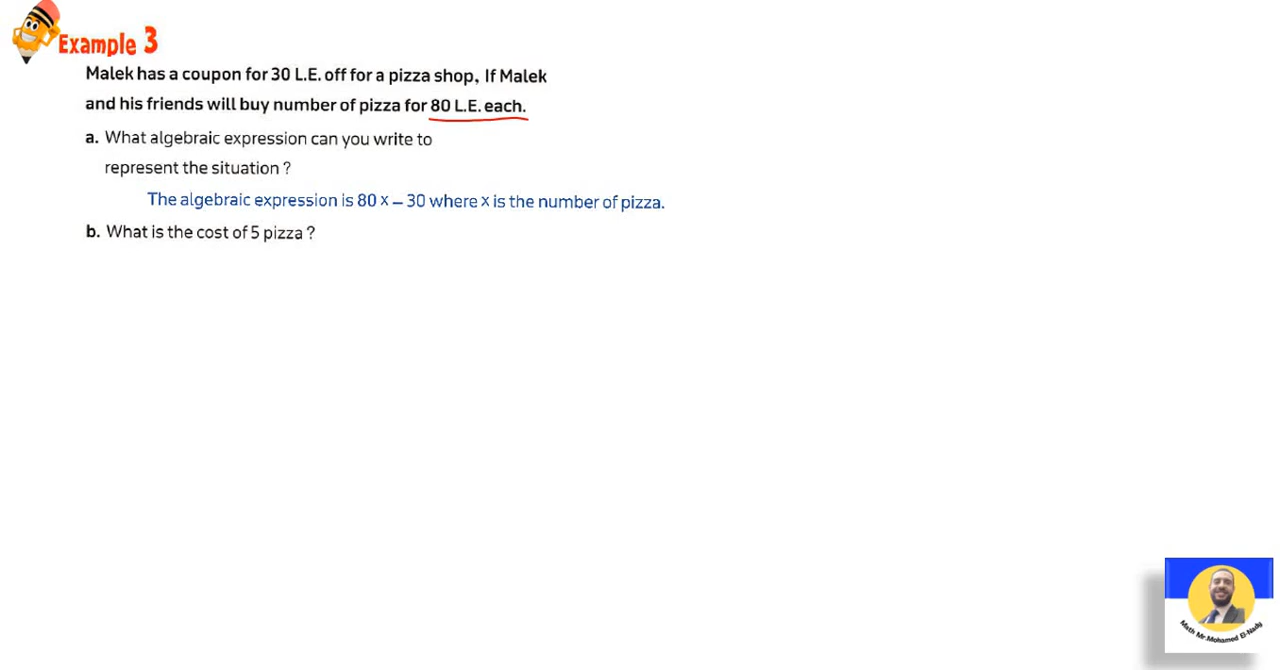 Example 3
Malek has a coupon for 30 L.E. off for a pizza shop, If Malek
and his friends will buy number of pizza for 80 L.E. each.
a. What algebraic expression can you write to
represent the situation ?
The algebraic expression is 80 x – 30 where x is the number of pizza.
b. What is the cost of 5 pizza ?
Math Mr.Mohamed El-Nady